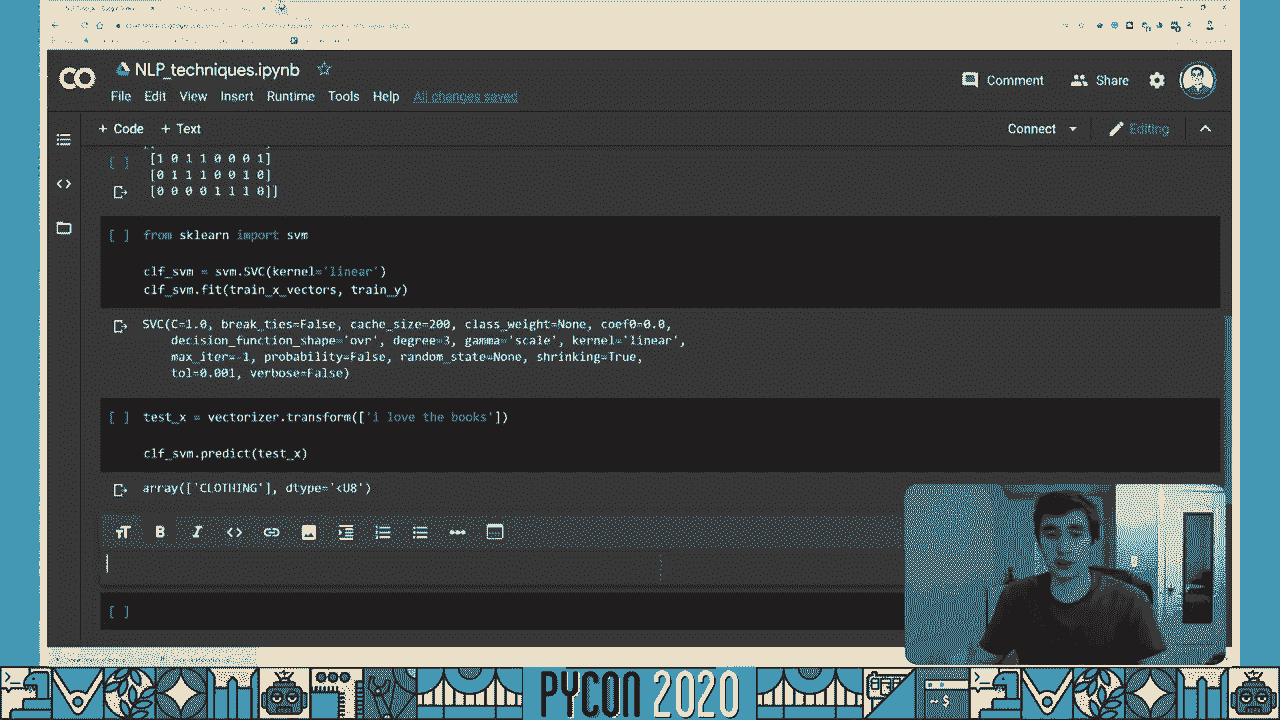 NLP_techniques.ipynb
File Edit View Insert Runtime Tools Help All changes saved
Comment Share
+ Code + Text
Connect Editing
[ ] [1 0 1 1 0 0 0 1]
[0 1 1 1 0 0 1 0]
[0 0 0 0 1 1 1 0]]
[ ] from sklearn import svm
clf_svm = svm.SVC(kernel='linear')
clf_svm.fit(train_x_vectors, train_y)
SVC(C=1.0, break_ties=False, cache_size=200, class_weight=None, coef0=0.0,
decision_function_shape='ovr', degree=3, gamma='scale', kernel='linear',
max_iter=-1, probability=False, random_state=None, shrinking=True,
tol=0.001, verbose=False)
[ ] test_x = vectorizer.transform(['i love the books'])
clf_svm.predict(test_x)
array(['CLOTHING'], dtype='<U8')
[ ]
PYCON 2020